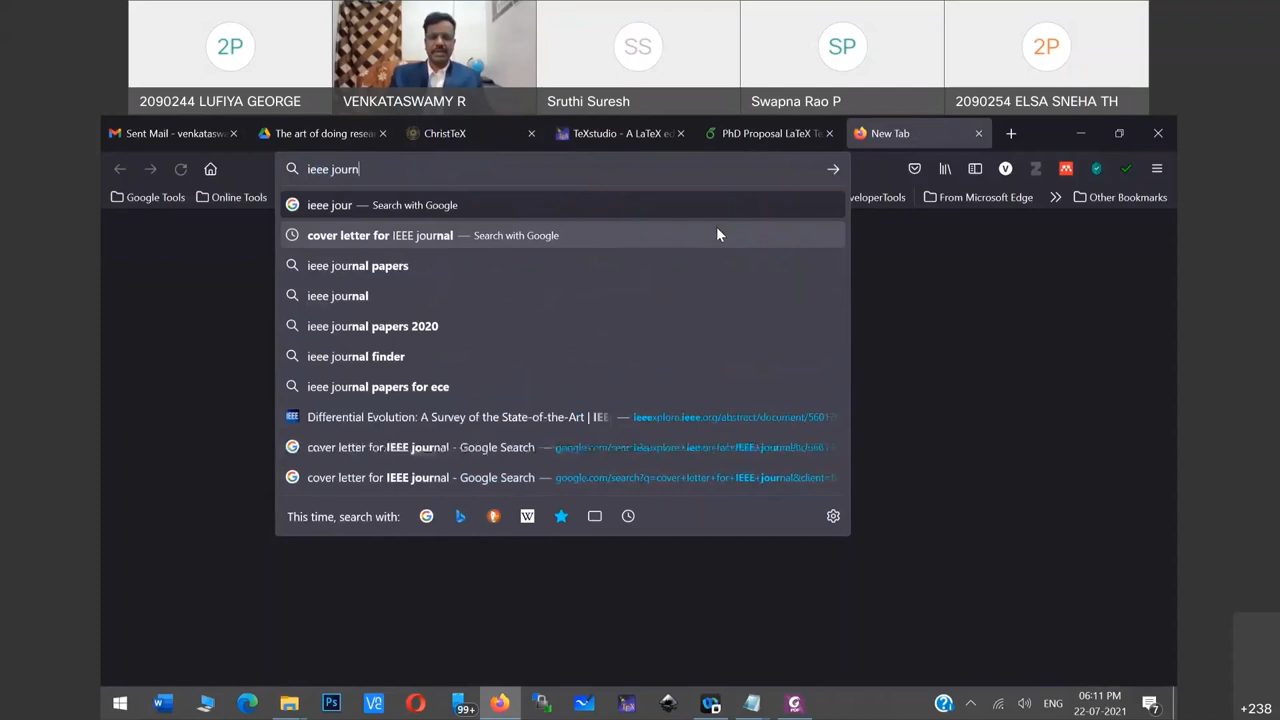 2P
SS
SP
2P
2090244 LUFIYA GEORGE
VENKATASWAMY R
Sruthi Suresh
Swapna Rao P
2090254 ELSA SNEHA TH
Sent Mail - venkatasw
The art of doing resea
ChrisTeX
TeXstudio - A LaTeX ed
PhD Proposal LaTeX Te
New Tab
ieee journ
Google Tools
Online Tools
veloperTools
From Microsoft Edge
Other Bookmarks
ieee jour — Search with Google
cover letter for IEEE journal — Search with Google
ieee journal papers
ieee journal
ieee journal papers 2020
ieee journal finder
ieee journal papers for ece
Differential Evolution: A Survey of the State-of-the-Art | IEE — ieeexplore.ieee.org/abstract/document/5601
cover letter for IEEE journal - Google Search —
cover letter for IEEE journal - Google Search — google.com/search?q=cover+letter+for+IEEE+journal&client=
This time, search with:
99+
ENG
06:11 PM
22-07-2021
7
+238